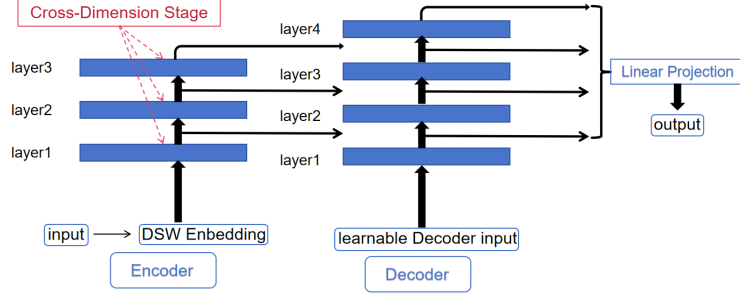 Cross-Dimension Stage
layer3
layer2
layer1
input
DSW Enbedding
Encoder
layer4
layer3
layer2
layer1
learnable Decoder input
Decoder
Linear Projection
output